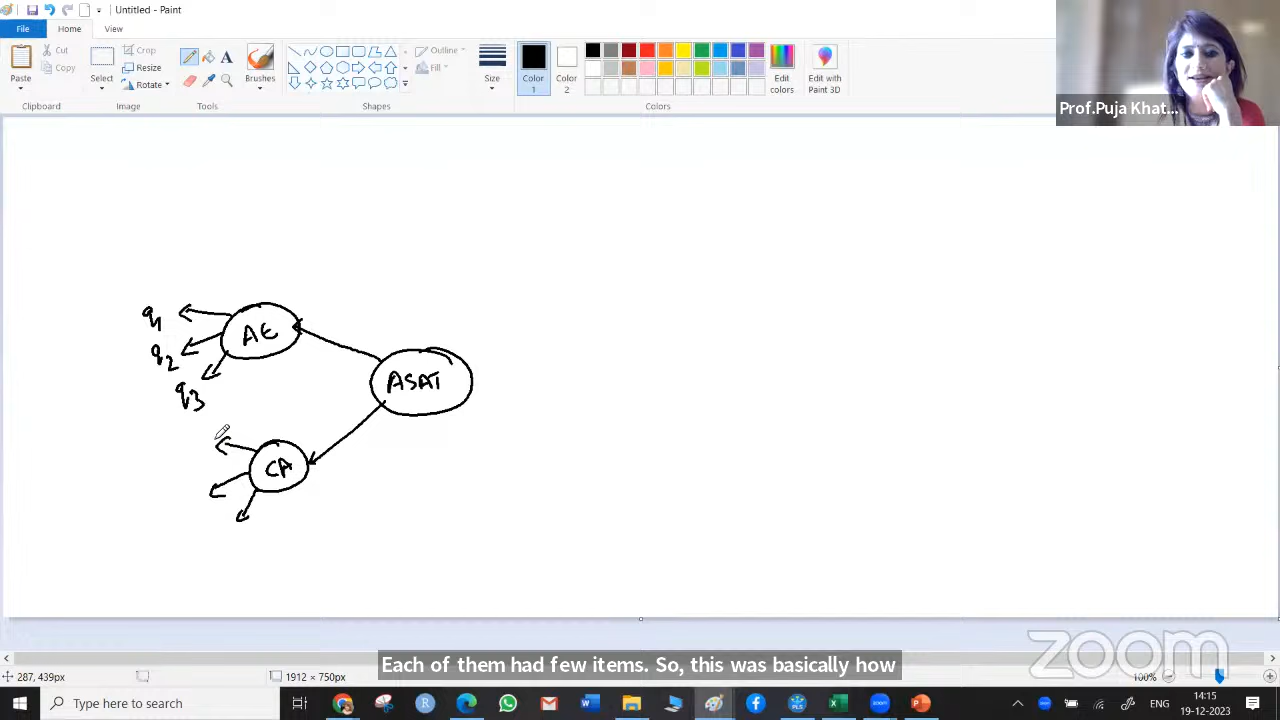 Untitled - Paint
File Home View
Paste
Cut
Copy
Clipboard
Select
Crop
Resize
Rotate
Image
A
Tools
Brushes
Shapes
Outline
Fill
Size
Color 1
Color 2
Colors
Edit colors
Edit with Paint 3D
Prof.Puja Khat...
q1
q2
q3
AE
ASAT
CA
Each of them had few items. So, this was basically how
zoom
287, 439px
1912 × 750px
100%
Type here to search
ENG
14:15
19-12-2023